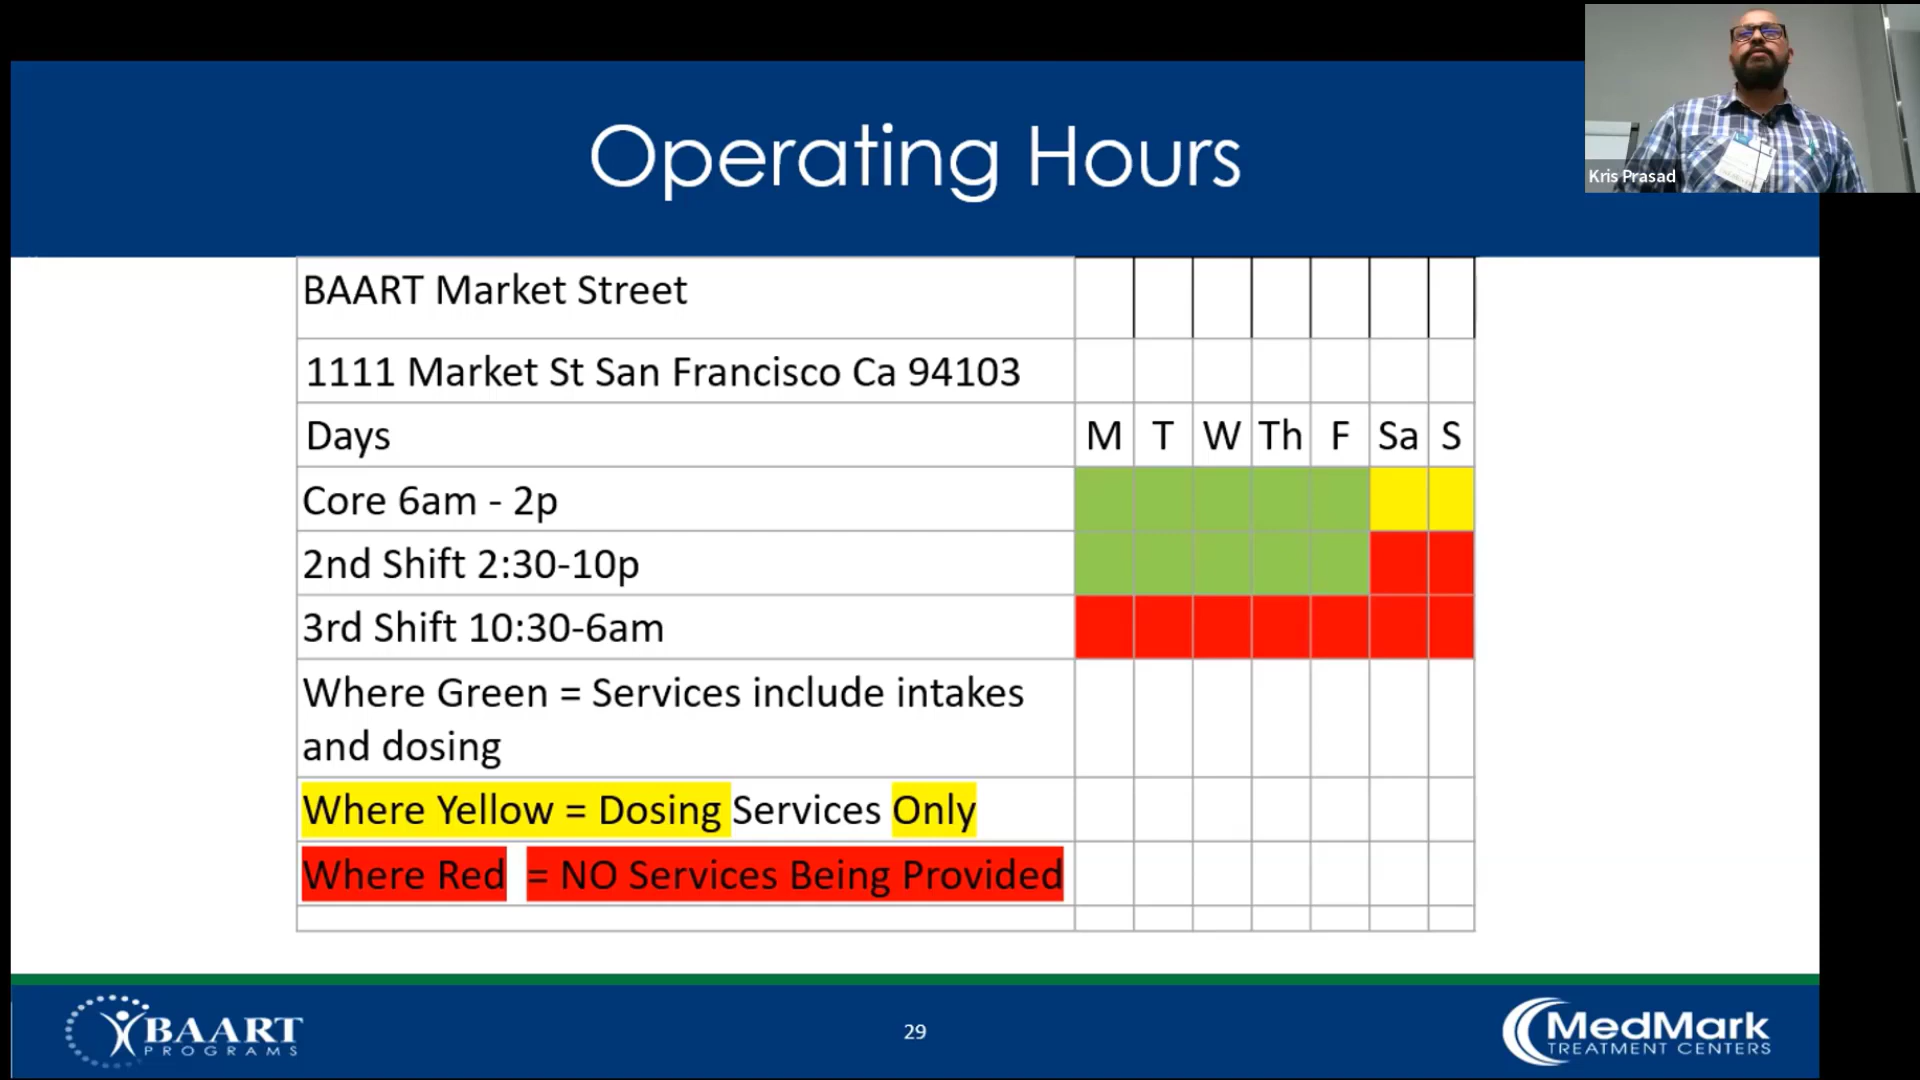 Operating Hours
Kris Prasad
BAART Market Street
1111 Market St San Francisco Ca 94103
Days M T W Th F Sa S
Core 6am - 2p
2nd Shift 2:30-10p
3rd Shift 10:30-6am
Where Green = Services include intakes
and dosing
Where Yellow = Dosing Services Only
Where Red = NO Services Being Provided
BAART
PROGRAMS
29
MedMark
TREATMENT CENTERS